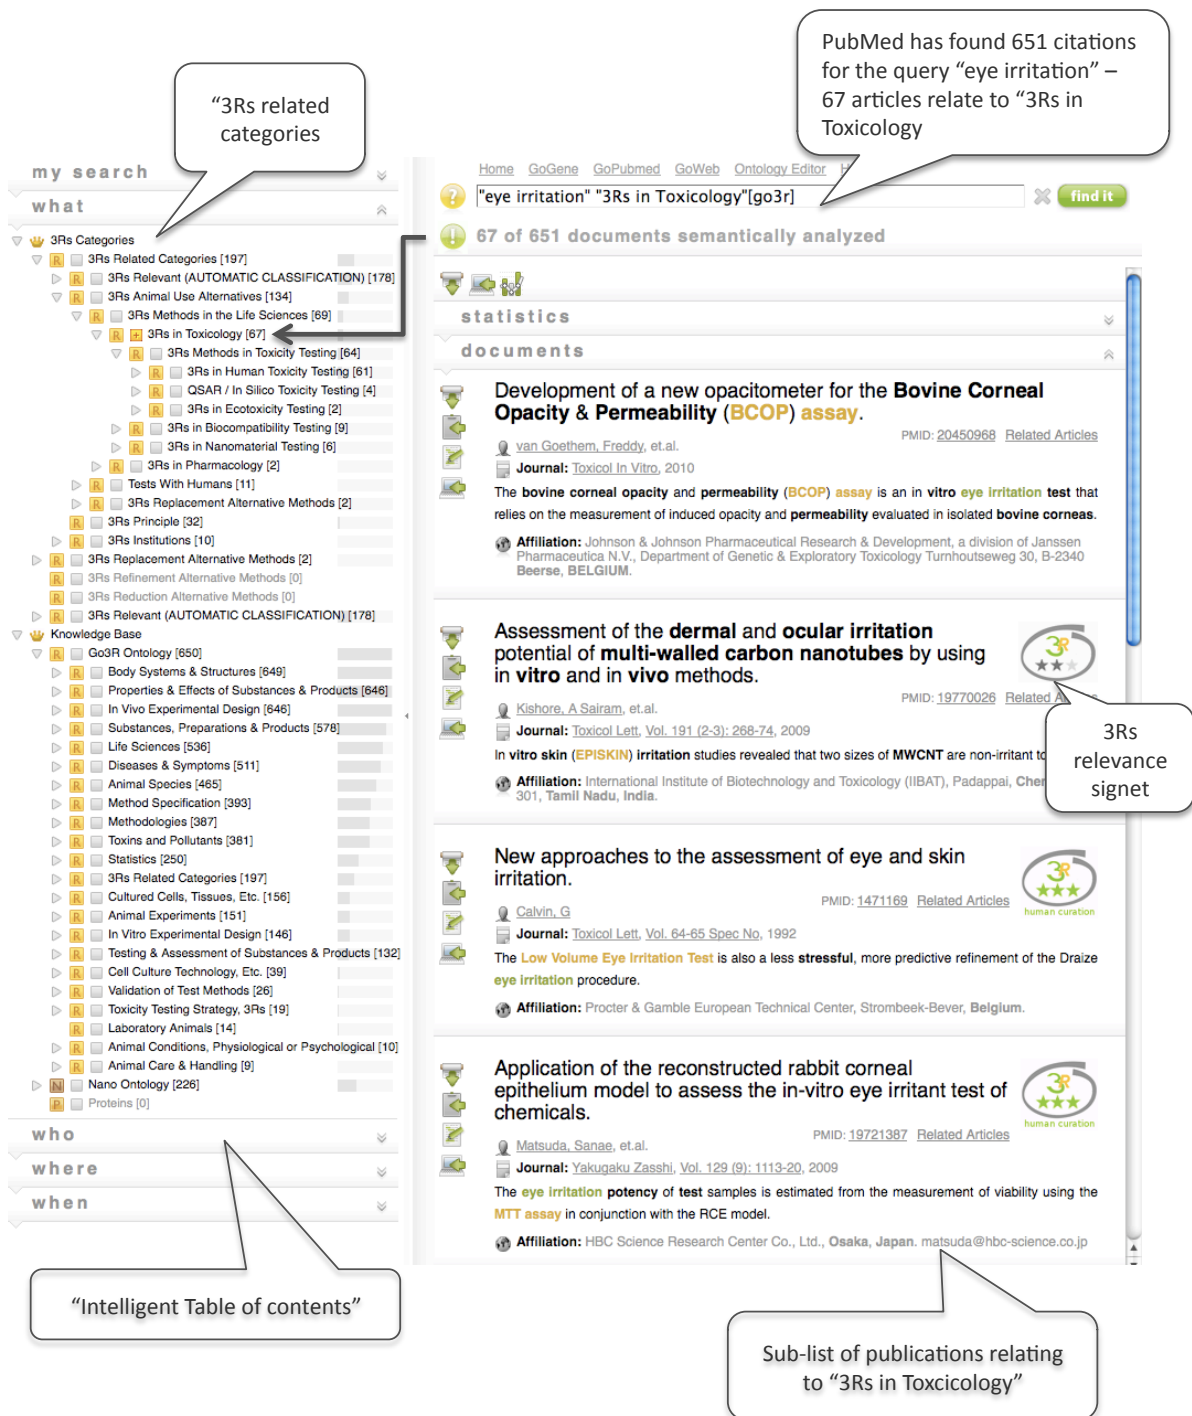 PubMed has found 651 citations
for the query “eye irritation” –
67 articles relate to “3Rs in
Toxicology
“3Rs related
categories
my search
what
3Rs Categories
R 3Rs Related Categories [197]
R 3Rs Relevant (AUTOMATIC CLASSIFICATION) [178]
R 3Rs Animal Use Alternatives [134]
R 3Rs Methods in the Life Sciences [69]
R 3Rs in Toxicology [67]
R 3Rs Methods in Toxicity Testing [64]
R 3Rs in Human Toxicity Testing [61]
R QSAR / In Silico Toxicity Testing [4]
R 3Rs in Ecotoxicity Testing [2]
R 3Rs in Biocompatibility Testing [9]
R 3Rs in Nanomaterial Testing [6]
R 3Rs in Pharmacology [2]
R Tests With Humans [11]
R 3Rs Replacement Alternative Methods [2]
R 3Rs Principle [32]
R 3Rs Institutions [10]
R 3Rs Replacement Alternative Methods [2]
R 3Rs Refinement Alternative Methods [0]
R 3Rs Reduction Alternative Methods [0]
R 3Rs Relevant (AUTOMATIC CLASSIFICATION) [178]
Knowledge Base
R Go3R Ontology [650]
R Body Systems & Structures [649]
R Properties & Effects of Substances & Products [646]
R In Vivo Experimental Design [646]
R Substances, Preparations & Products [578]
R Life Sciences [536]
R Diseases & Symptoms [511]
R Animal Species [465]
R Method Specification [393]
R Methodologies [387]
R Toxins and Pollutants [381]
R Statistics [250]
R 3Rs Related Categories [197]
R Cultured Cells, Tissues, Etc. [156]
R Animal Experiments [151]
R In Vitro Experimental Design [146]
R Testing & Assessment of Substances & Products [132]
R Cell Culture Technology, Etc. [39]
R Validation of Test Methods [26]
R Toxicity Testing Strategy, 3Rs [19]
R Laboratory Animals [14]
R Animal Conditions, Physiological or Psychological [10]
R Animal Care & Handling [9]
N Nano Ontology [226]
P Proteins [0]
who
where
when
“Intelligent Table of contents”
Home GoGene GoPubmed GoWeb Ontology Editor H
"eye irritation" "3Rs in Toxicology"[go3r]
find it
67 of 651 documents semantically analyzed
statistics
documents
Development of a new opacitometer for the Bovine Corneal
Opacity & Permeability (BCOP) assay.
PMID: 20450968 Related Articles
van Goethem, Freddy, et.al.
Journal: Toxicol In Vitro, 2010
The bovine corneal opacity and permeability (BCOP) assay is an in vitro eye irritation test that
relies on the measurement of induced opacity and permeability evaluated in isolated bovine corneas.
Affiliation: Johnson & Johnson Pharmaceutical Research & Development, a division of Janssen
Pharmaceutica N.V., Department of Genetic & Exploratory Toxicology Turnhoutseweg 30, B-2340
Beerse, BELGIUM.
Assessment of the dermal and ocular irritation
potential of multi-walled carbon nanotubes by using
in vitro and in vivo methods.
3R
PMID: 19770026 Related A
Kishore, A Sairam, et.al.
Journal: Toxicol Lett, Vol. 191 (2-3): 268-74, 2009
In vitro skin (EPISKIN) irritation studies revealed that two sizes of MWCNT are non-irritant to
Affiliation: International Institute of Biotechnology and Toxicology (IIBAT), Padappai, Chen
301, Tamil Nadu, India.
3Rs
relevance
signet
New approaches to the assessment of eye and skin
irritation.
3R
human curation
PMID: 1471169 Related Articles
Calvin, G
Journal: Toxicol Lett, Vol. 64-65 Spec No, 1992
The Low Volume Eye Irritation Test is also a less stressful, more predictive refinement of the Draize
eye irritation procedure.
Affiliation: Procter & Gamble European Technical Center, Strombeek-Bever, Belgium.
Application of the reconstructed rabbit corneal
epithelium model to assess the in-vitro eye irritant test of
chemicals.
3R
human curation
PMID: 19721387 Related Articles
Matsuda, Sanae, et.al.
Journal: Yakugaku Zasshi, Vol. 129 (9): 1113-20, 2009
The eye irritation potency of test samples is estimated from the measurement of viability using the
MTT assay in conjunction with the RCE model.
Affiliation: HBC Science Research Center Co., Ltd., Osaka, Japan. matsuda@hbc-science.co.jp
Sub-list of publications relating
to “3Rs in Toxcicology”